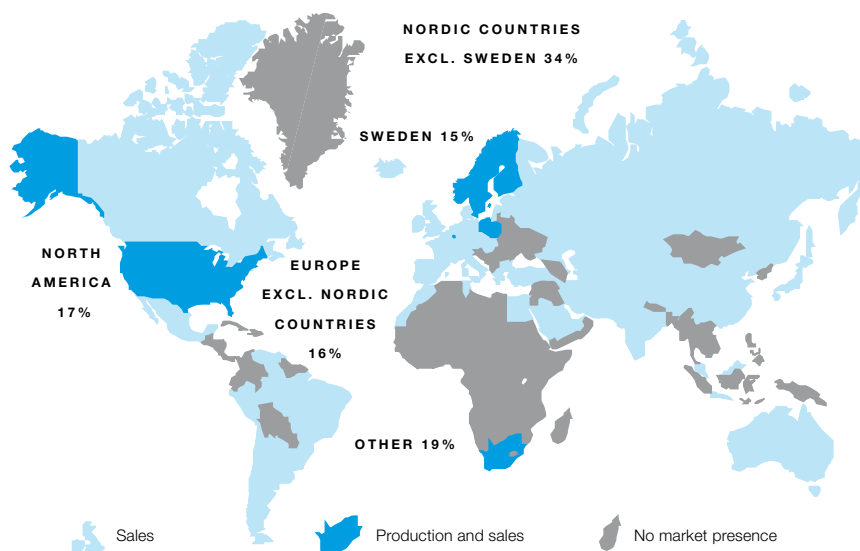 NORDIC COUNTRIES
EXCL. SWEDEN 34%
SWEDEN 15%
NORTH
AMERICA
17%
EUROPE
EXCL. NORDIC
COUNTRIES
16%
OTHER 19%
Sales
Production and sales
No market presence